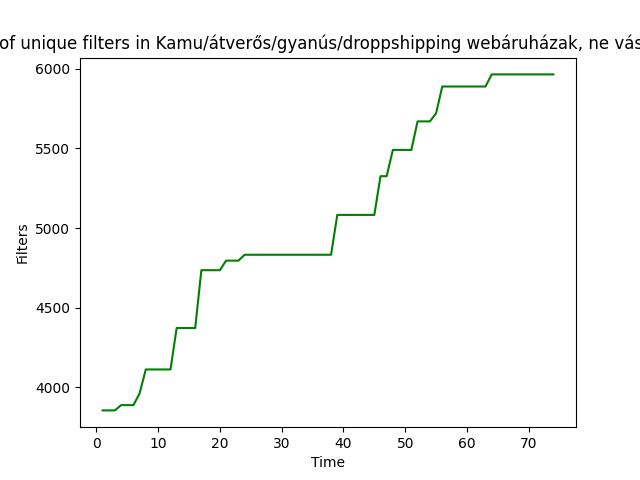 of unique filters in Kamu/átverős/gyanús/droppshipping webáruházak, ne vás
6000
5500
5000
4500
4000
Filters
0 10 20 30 40 50 60 70
Time